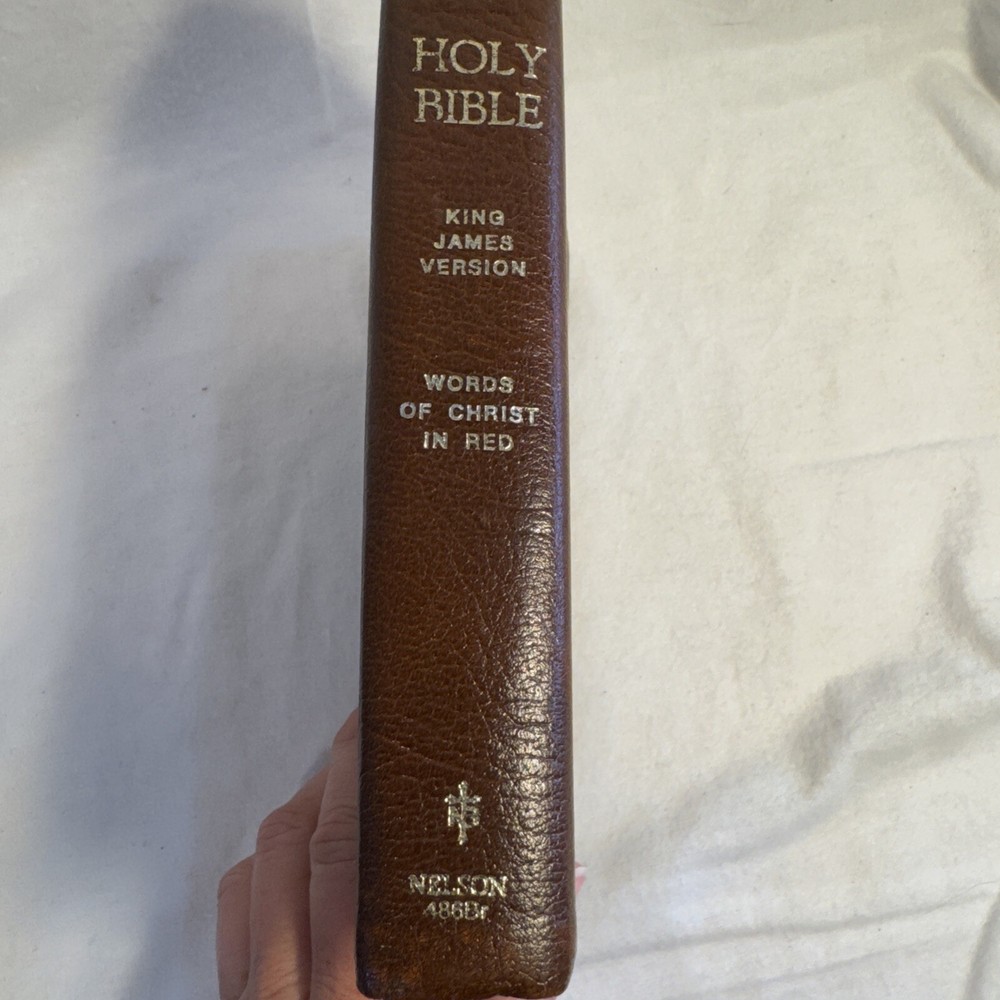 HOLY
BIBLE
KING
JAMES
VERSION
WORDS
OF CHRIST
IN RED
NELSON
486Br